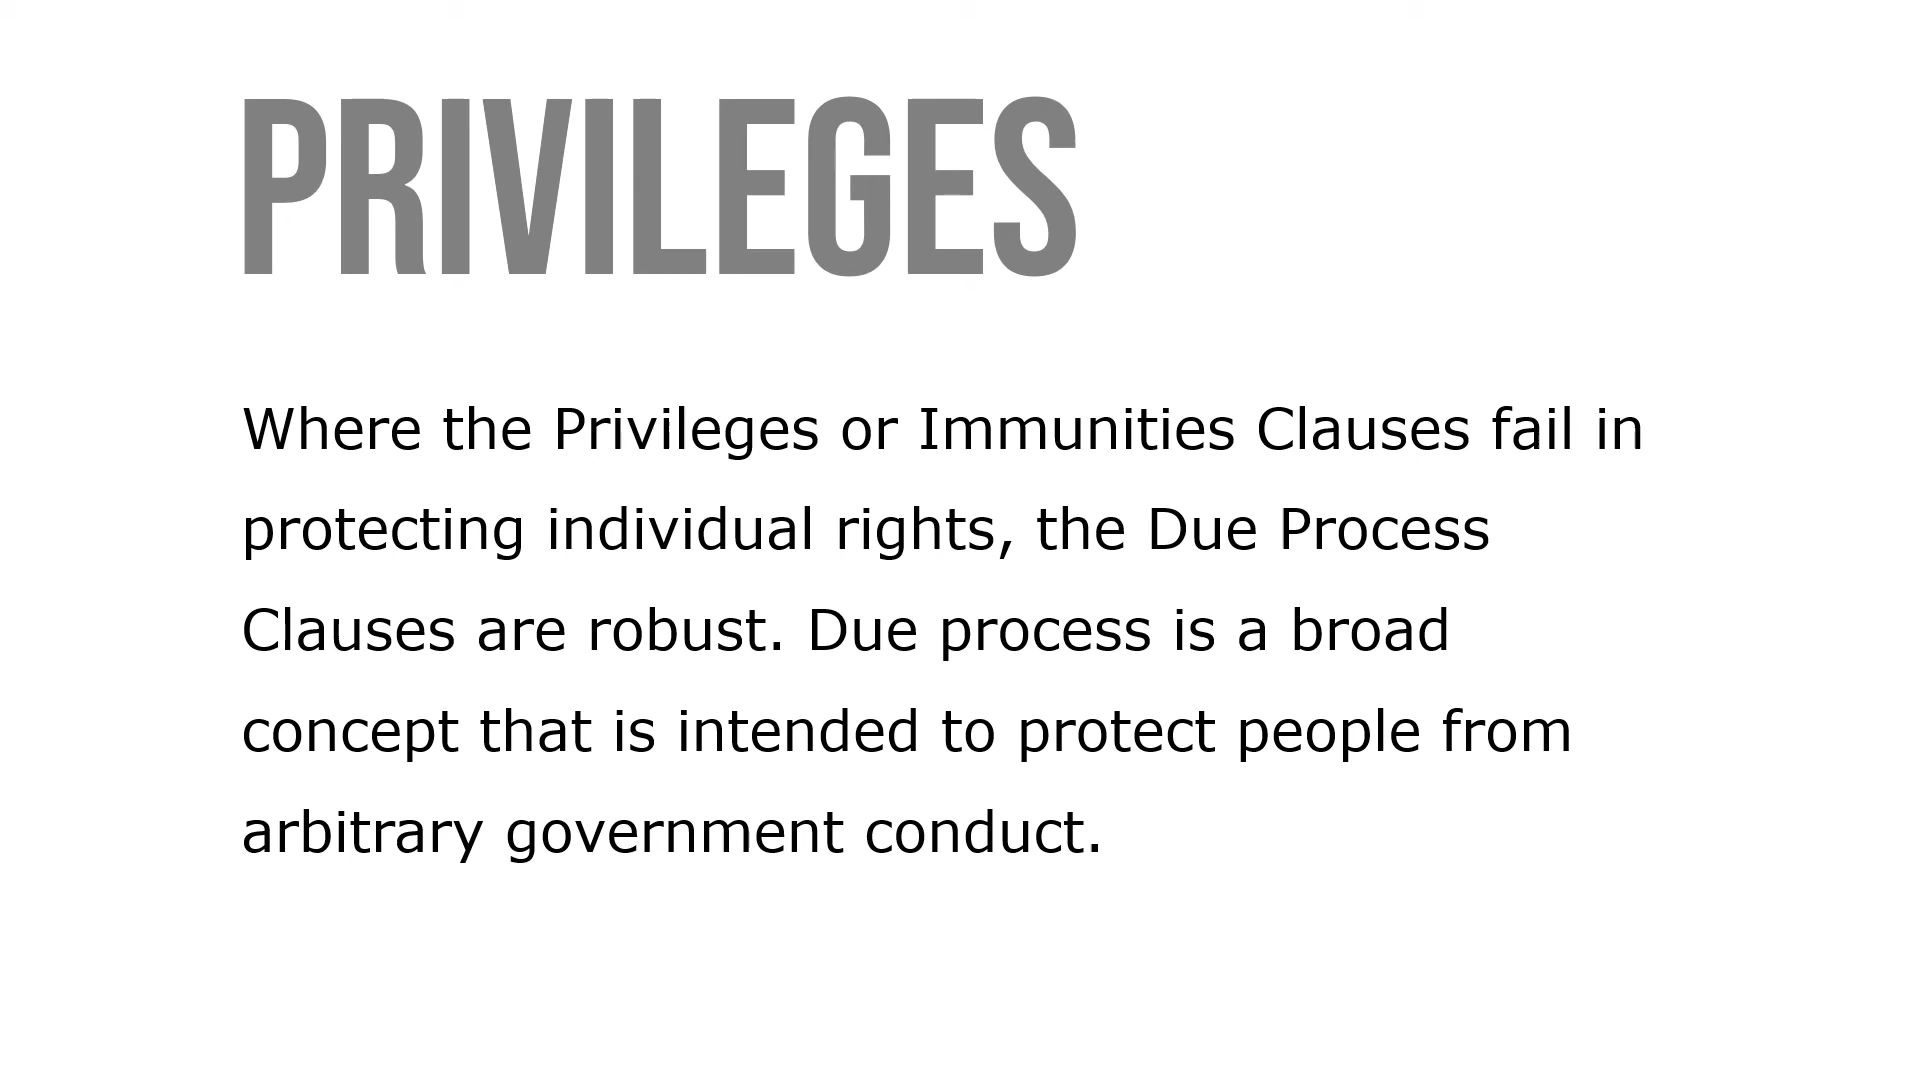 PRIVILEGES
Where the Privileges or Immunities Clauses fail in
protecting individual rights, the Due Process
Clauses are robust. Due process is a broad
concept that is intended to protect people from
arbitrary government conduct.